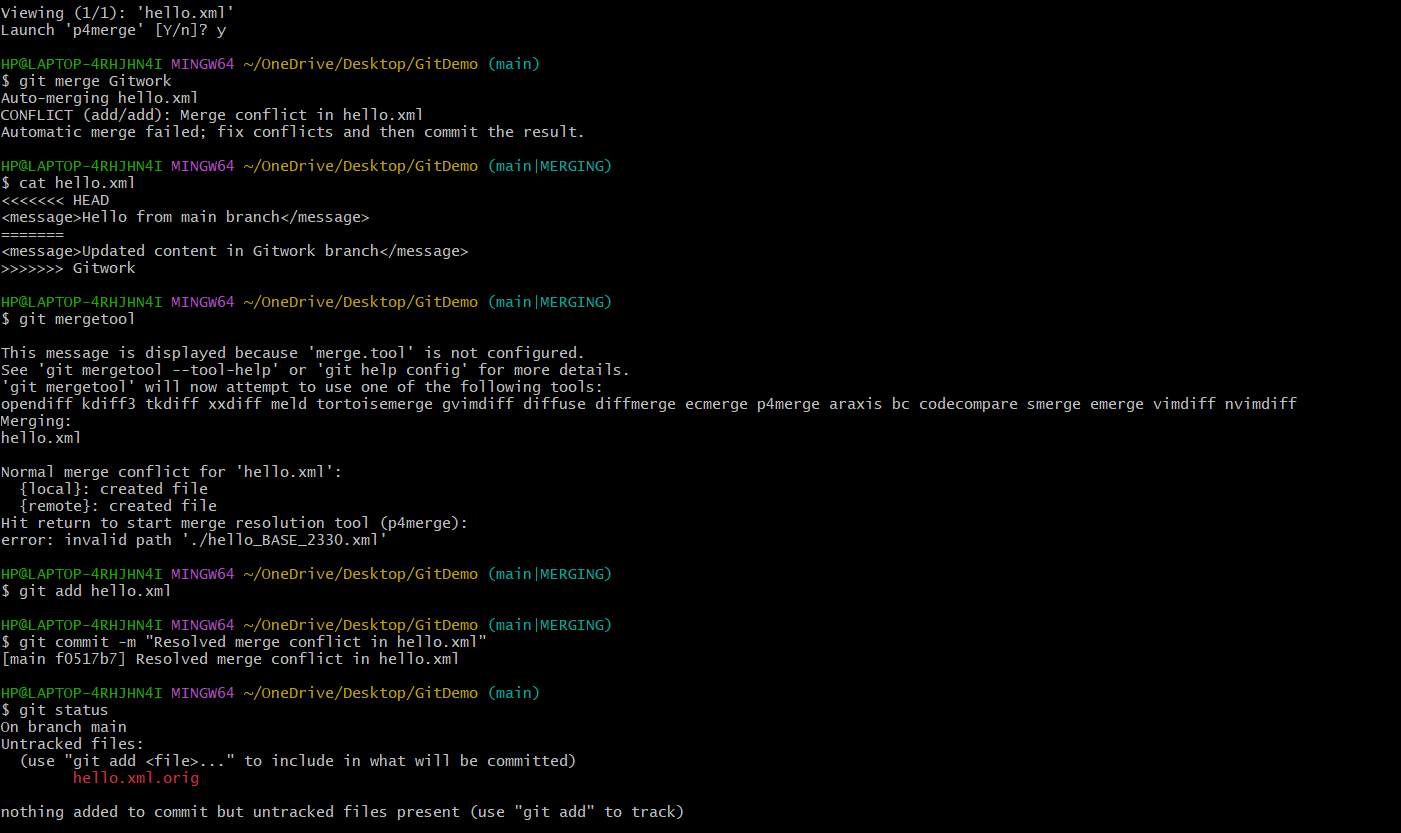 Viewing (1/1): 'hello.xml'
Launch 'p4merge' [Y/n]? y
HP@LAPTOP-4RHJHN4I MINGW64 ~/OneDrive/Desktop/GitDemo (main)
$ git merge Gitwork
Auto-merging hello.xml
CONFLICT (add/add): Merge conflict in hello.xml
Automatic merge failed; fix conflicts and then commit the result.
HP@LAPTOP-4RHJHN4I MINGW64 ~/OneDrive/Desktop/GitDemo (main|MERGING)
$ cat hello.xml
<<<<<<< HEAD
<message>Hello from main branch</message>
=======
<message>Updated content in Gitwork branch</message>
>>>>>>> Gitwork
HP@LAPTOP-4RHJHN4I MINGW64 ~/OneDrive/Desktop/GitDemo (main|MERGING)
$ git mergetool
This message is displayed because 'merge.tool' is not configured.
See 'git mergetool --tool-help' or 'git help config' for more details.
'git mergetool' will now attempt to use one of the following tools:
opendiff kdiff3 tkdiff xxdiff meld tortoisemerge gvimdiff diffuse diffmerge ecmerge p4merge araxis bc codecompare smerge emerge vimdiff nvimdiff
Merging:
hello.xml
Normal merge conflict for 'hello.xml':
  {local}: created file
  {remote}: created file
Hit return to start merge resolution tool (p4merge):
error: invalid path './hello_BASE_2330.xml'
HP@LAPTOP-4RHJHN4I MINGW64 ~/OneDrive/Desktop/GitDemo (main|MERGING)
$ git add hello.xml
HP@LAPTOP-4RHJHN4I MINGW64 ~/OneDrive/Desktop/GitDemo (main|MERGING)
$ git commit -m "Resolved merge conflict in hello.xml"
[main f0517b7] Resolved merge conflict in hello.xml
HP@LAPTOP-4RHJHN4I MINGW64 ~/OneDrive/Desktop/GitDemo (main)
$ git status
On branch main
Untracked files:
  (use "git add <file>..." to include in what will be committed)
        hello.xml.orig
nothing added to commit but untracked files present (use "git add" to track)